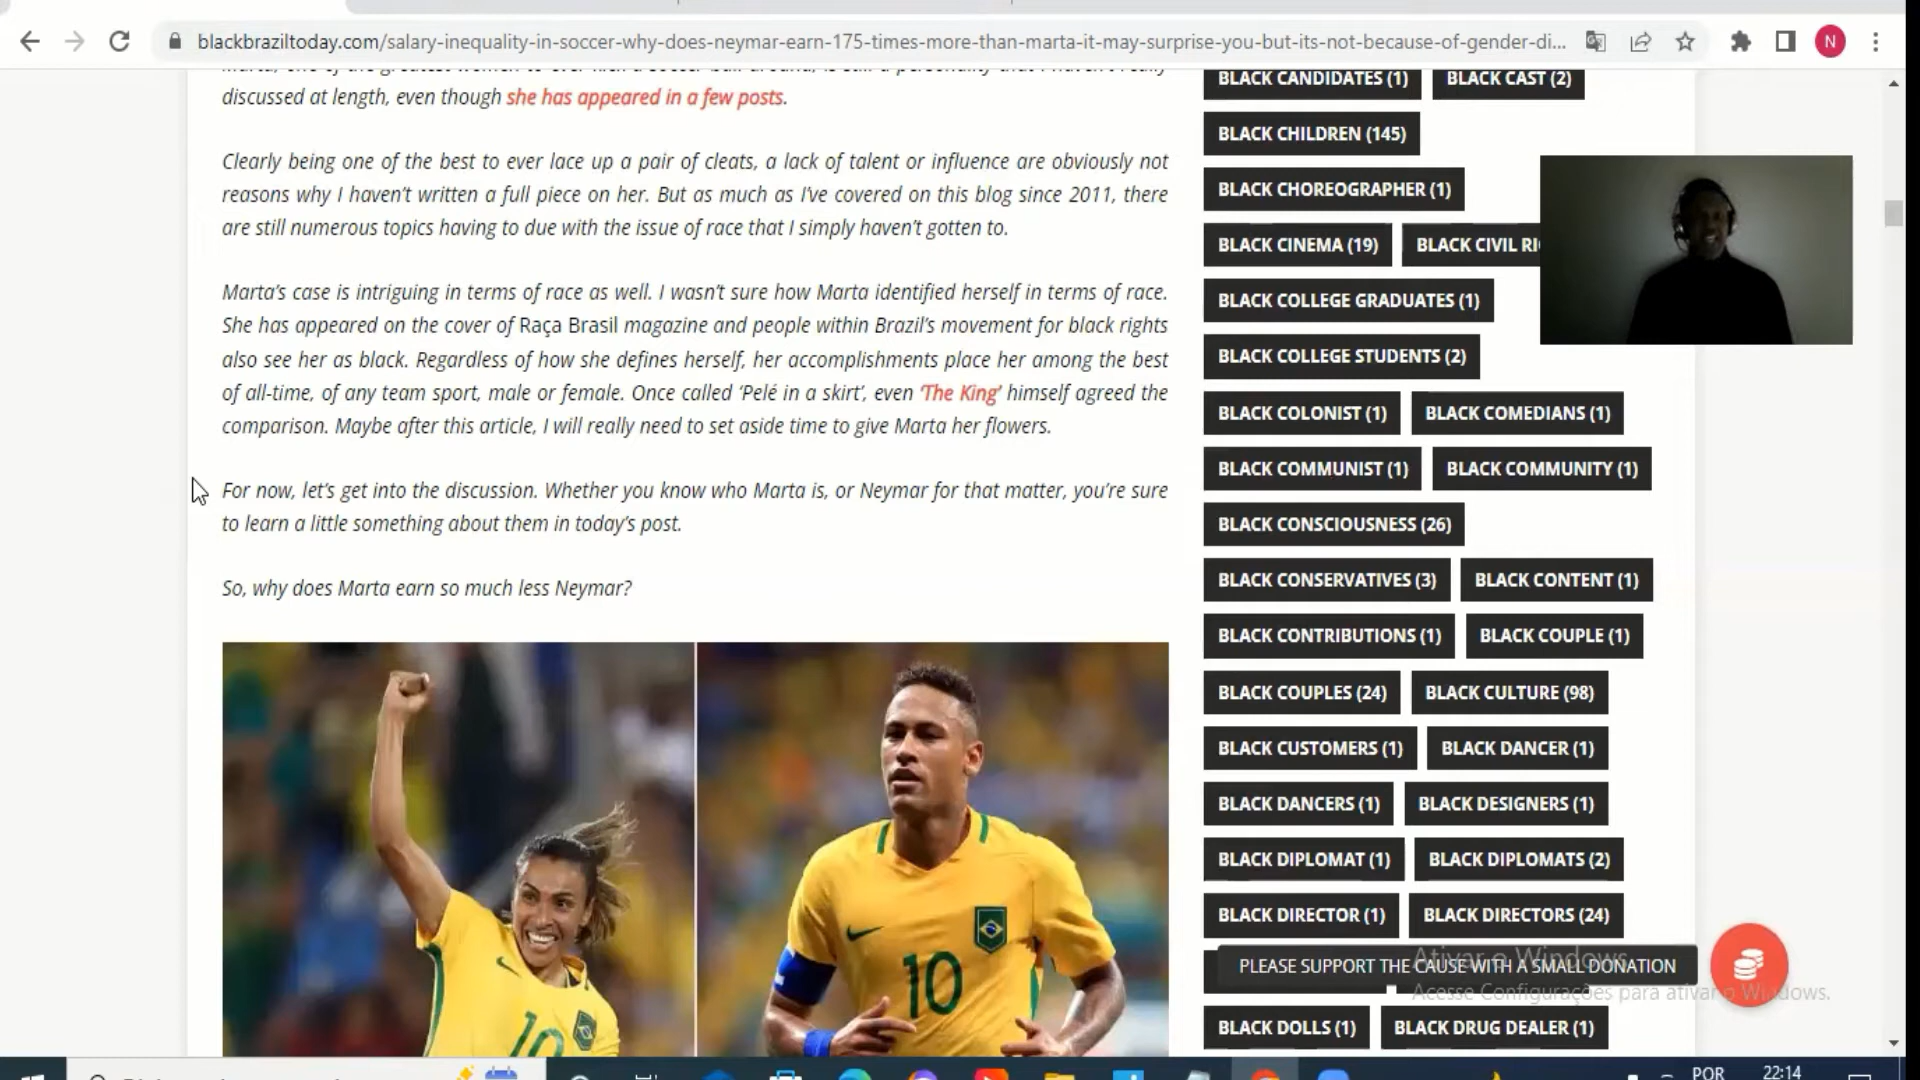 blackbraziltoday.com/salary-inequality-in-soccer-why-does-neymar-earn-175-times-more-than-marta-it-may-surprise-you-but-its-not-because-of-gender-di...
N
discussed at length, even though she has appeared in a few posts.
Clearly being one of the best to ever lace up a pair of cleats, a lack of talent or influence are obviously not
reasons why I haven't written a full piece on her. But as much as I've covered on this blog since 2011, there
are still numerous topics having to due with the issue of race that I simply haven't gotten to.
Marta's case is intriguing in terms of race as well. I wasn't sure how Marta identified herself in terms of race.
She has appeared on the cover of Raça Brasil magazine and people within Brazil's movement for black rights
also see her as black. Regardless of how she defines herself, her accomplishments place her among the best
of all-time, of any team sport, male or female. Once called 'Pelé in a skirt', even 'The King' himself agreed the
comparison. Maybe after this article, I will really need to set aside time to give Marta her flowers.
For now, let's get into the discussion. Whether you know who Marta is, or Neymar for that matter, you're sure
to learn a little something about them in today's post.
So, why does Marta earn so much less Neymar?
10
10
BLACK CANDIDATES (1) BLACK CAST (2)
BLACK CHILDREN (145)
BLACK CHOREOGRAPHER (1)
BLACK CINEMA (19) BLACK CIVIL
BLACK COLLEGE GRADUATES (1)
BLACK COLLEGE STUDENTS (2)
BLACK COLONIST (1) BLACK COMEDIANS (1)
BLACK COMMUNIST (1) BLACK COMMUNITY (1)
BLACK CONSCIOUSNESS (26)
BLACK CONSERVATIVES (3) BLACK CONTENT (1)
BLACK CONTRIBUTIONS (1) BLACK COUPLE (1)
BLACK COUPLES (24) BLACK CULTURE (98)
BLACK CUSTOMERS (1) BLACK DANCER (1)
BLACK DANCERS (1) BLACK DESIGNERS (1)
BLACK DIPLOMAT (1) BLACK DIPLOMATS (2)
BLACK DIRECTOR (1) BLACK DIRECTORS (24)
Ativar o Windows
PLEASE SUPPORT THE CAUSE WITH A SMALL DONATION
Acesse Configurações para ativar o Windows.
BLACK DOLLS (1) BLACK DRUG DEALER (1)
POR 22:14